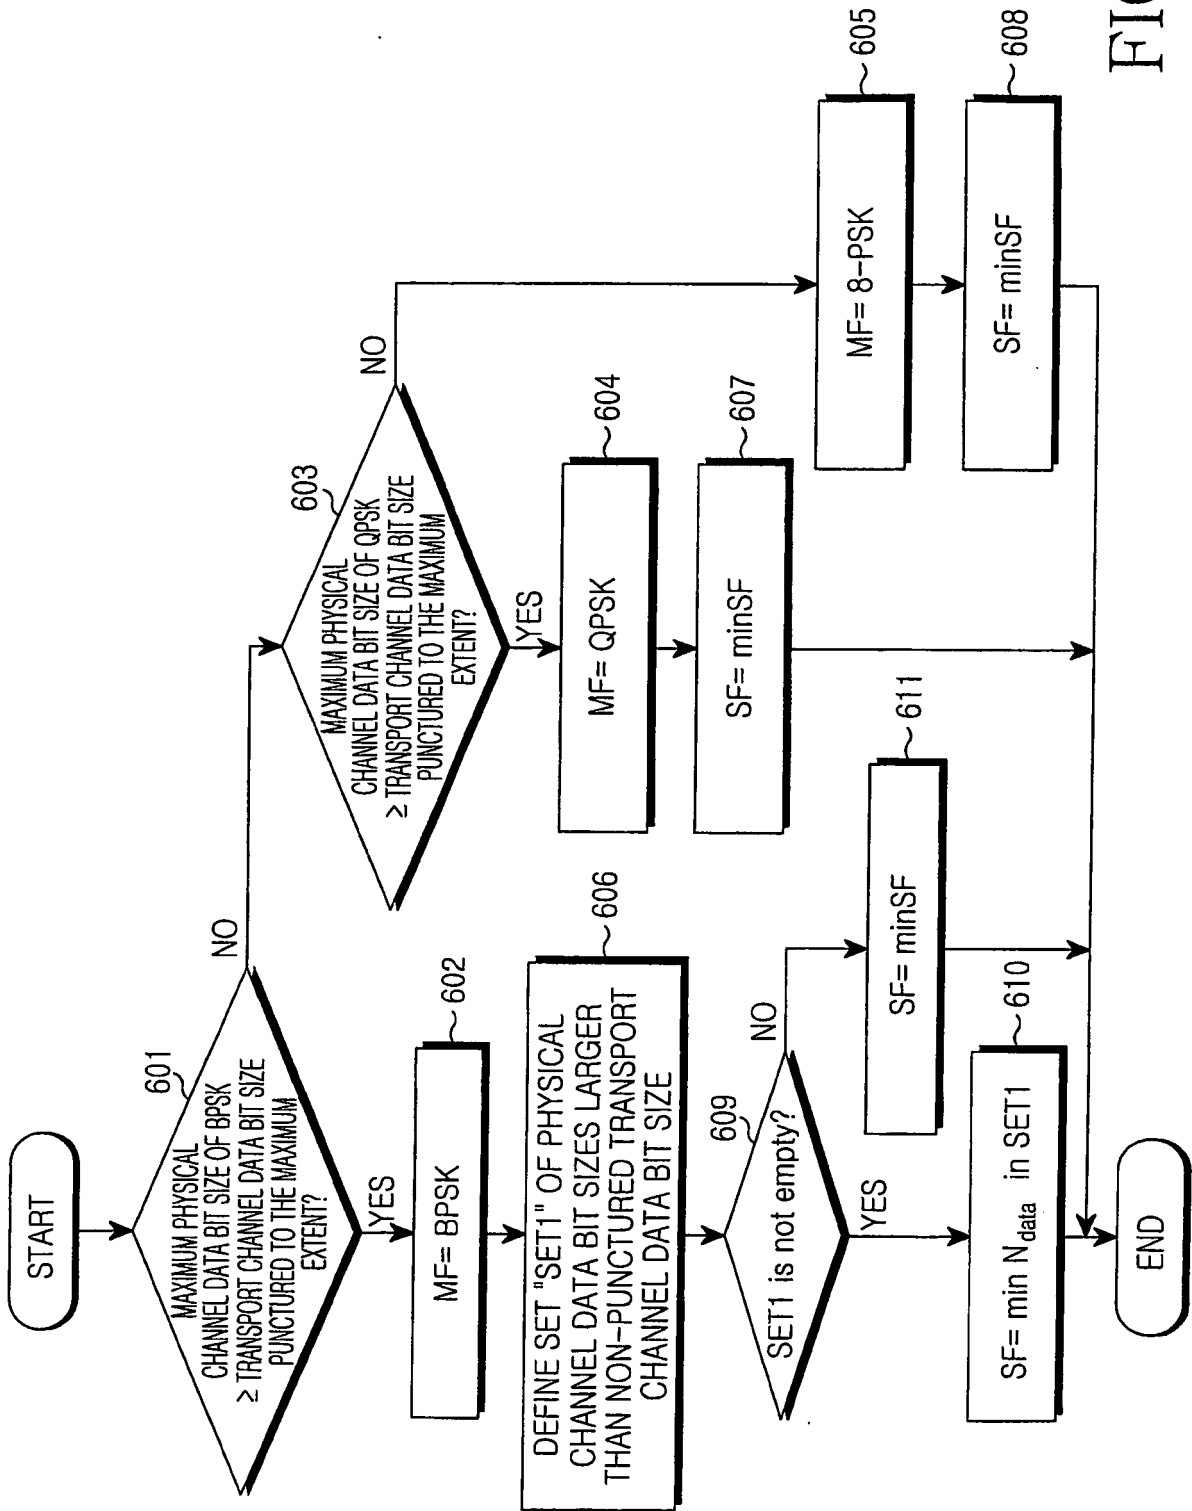 START
601
MAXIMUM PHYSICAL
CHANNEL DATA BIT SIZE OF BPSK
≥ TRANSPORT CHANNEL DATA BIT SIZE
PUNCTURED TO THE MAXIMUM
EXTENT?
NO
YES
602
MF= BPSK
606
DEFINE SET "SET1" OF PHYSICAL
CHANNEL DATA BIT SIZES LARGER
THAN NON-PUNCTURED TRANSPORT
CHANNEL DATA BIT SIZE
609
SET1 is not empty?
NO
YES
611
SF= minSF
610
SF= min N_data in SET1
END
603
MAXIMUM PHYSICAL
CHANNEL DATA BIT SIZE OF QPSK
≥ TRANSPORT CHANNEL DATA BIT SIZE
PUNCTURED TO THE MAXIMUM
EXTENT?
NO
YES
604
MF= QPSK
607
SF= minSF
605
MF= 8-PSK
608
SF= minSF